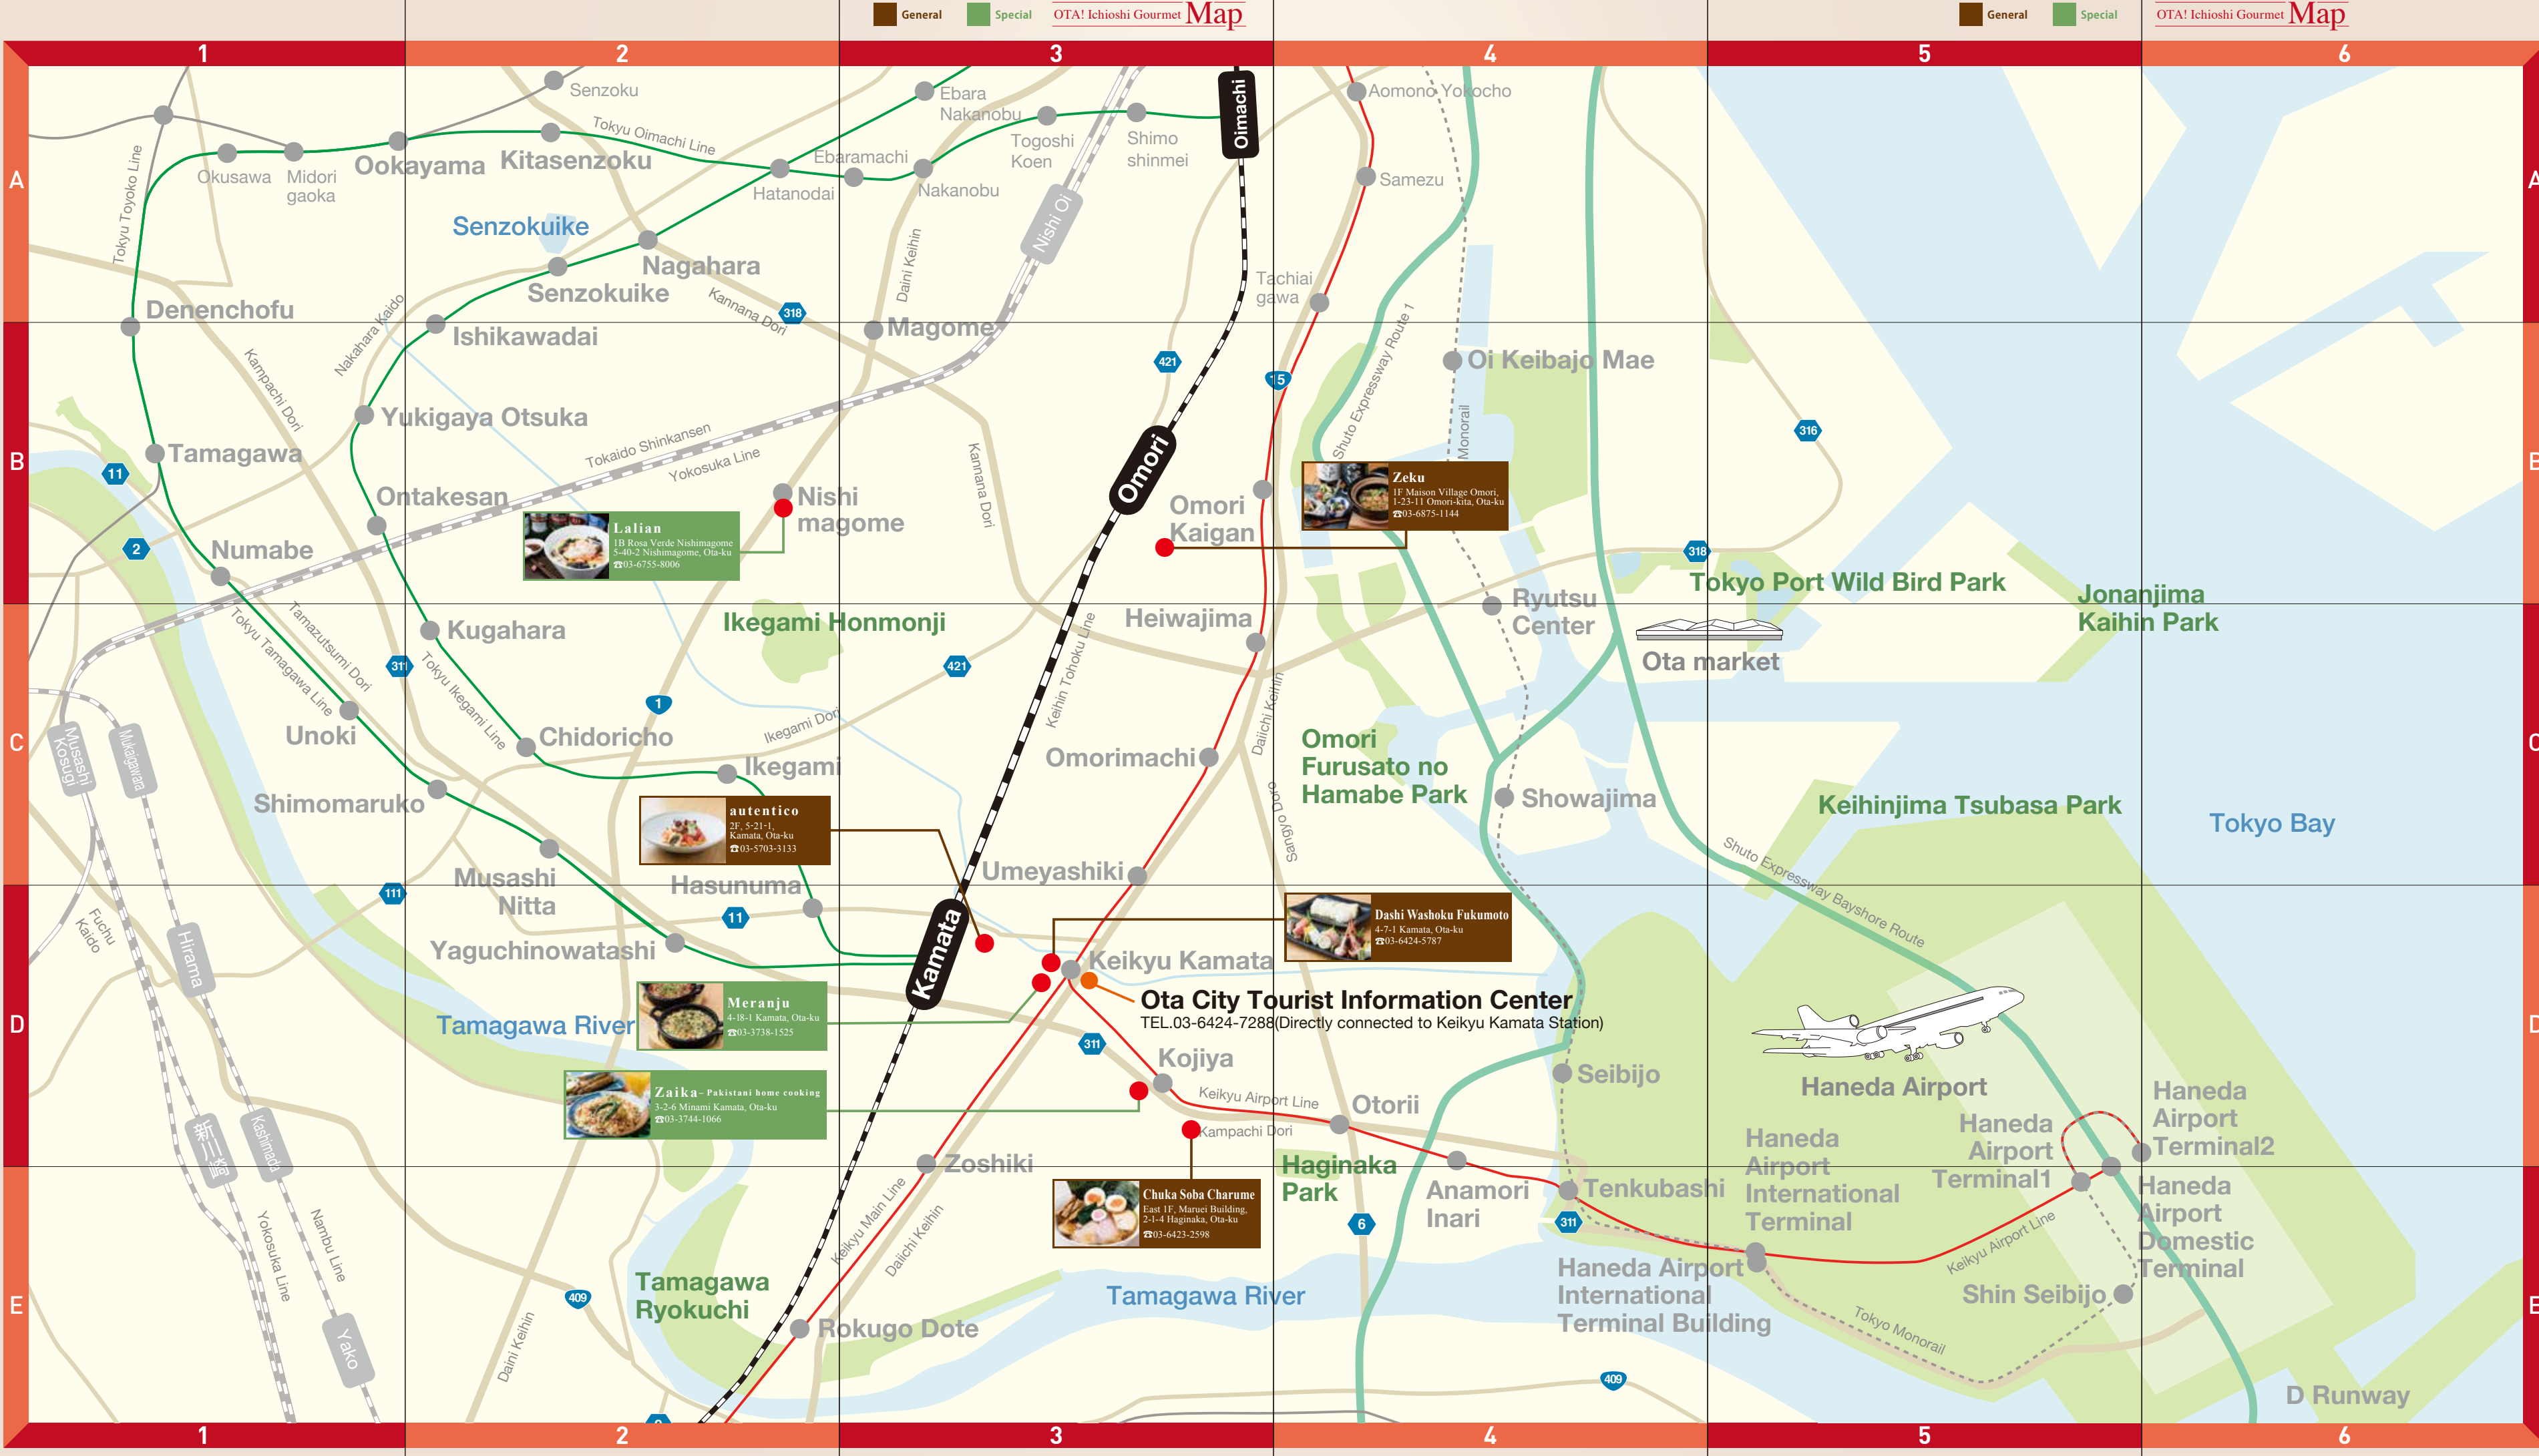 General
Special
OTA! Ichioshi Gourmet Map
General
Special
OTA! Ichioshi Gourmet Map
1
2
3
4
5
6
A
A
B
B
C
C
D
D
E
E
Senzoku
Tokyu Oimachi Line
Ebara
Nakanobu
Togoshi
Koen
Shimo
shinmei
Oimachi
Aomono Yokocho
Tokyu Toyoko Line
Okusawa
Midori
gaoka
Ookayama
Kitasenzoku
Ebaramachi
Hatanodai
Nakanobu
Samezu
Nishi Oi
Senzokuike
Nagahara
Senzokuike
Daini Keihin
Kannana Dori
318
Tachiai
gawa
Denenchofu
Nakahara Kaido
Ishikawadai
Magome
421
15
Shuto Expressway Route 1
Oi Keibajo Mae
Monorail
Kampachi Dori
Yukigaya Otsuka
Tokaido Shinkansen
Yokosuka Line
Kannana Dori
Omori
316
Tamagawa
11
Ontakesan
Nishi
magome
Omori
Kaigan
Zeku
1F Maison Village Omori,
1-23-11 Omori-kita, Ota-ku
☎03-6875-1144
Lalian
1B Rosa Verde Nishimagome
5-40-2 Nishimagome, Ota-ku
☎03-6755-8006
2
Numabe
318
Tokyo Port Wild Bird Park
Jonanjima
Kaihin Park
Ryutsu
Center
Ota market
Tokyu Tamagawa Line
Tamazutsumi Dori
Kugahara
Ikegami Honmonji
Heiwajima
311
Tokyu Ikegami Line
421
Keihin Tohoku Line
1
Ikegami Dori
Daiichi Keihin
Unoki
Chidoricho
Ikegami
Omorimachi
Omori
Furusato no
Hamabe Park
Sangyo Doro
Showajima
Keihinjima Tsubasa Park
Tokyo Bay
Musashi
Kosugi
Mukaigawara
Shimomaruko
autentico
2F, 5-21-1,
Kamata, Ota-ku
☎03-5703-3133
Shuto Expressway Bayshore Route
Umeyashiki
Musashi
Nitta
Hasunuma
111
11
Fuchu
Kaido
Hirama
Yaguchinowatashi
Kamata
Dashi Washoku Fukumoto
4-7-1 Kamata, Ota-ku
☎03-6424-5787
Keikyu Kamata
Ota City Tourist Information Center
TEL.03-6424-7288(Directly connected to Keikyu Kamata Station)
Tamagawa River
Meranju
4-18-1 Kamata, Ota-ku
☎03-3738-1525
311
Kojiya
Seibijo
Haneda Airport
Zaika – Pakistani home cooking
3-2-6 Minami Kamata, Ota-ku
☎03-3744-1066
Keikyu Airport Line
Otorii
Kampachi Dori
Haneda
Airport
Terminal2
Haneda
Airport
Terminal1
Haneda
Airport
International
Terminal
新川崎
Kashimada
Zoshiki
Haginaka
Park
Anamori
Inari
Tenkubashi
Haneda
Airport
Domestic
Terminal
Chuka Soba Charume
East 1F, Maruei Building,
2-1-4 Haginaka, Ota-ku
☎03-6423-2598
6
311
Keikyu Main Line
Daiichi Keihin
Yokosuka Line
Nambu Line
Keikyu Airport Line
Haneda Airport
International
Terminal Building
Shin Seibijo
Tamagawa
Ryokuchi
Tamagawa River
409
Rokugo Dote
Tokyo Monorail
Daini Keihin
Yako
409
D Runway
1
2
3
4
5
6